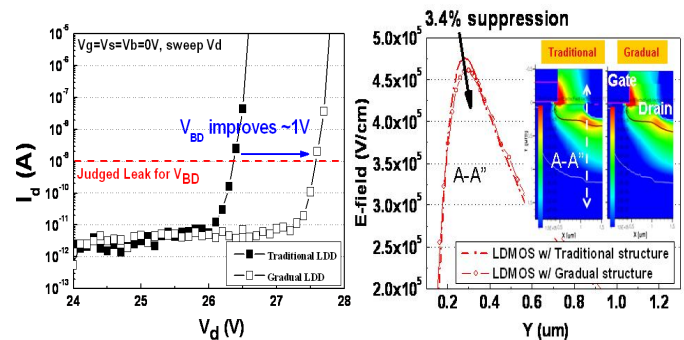 Vg=Vs=Vb=0V, sweep Vd
V_BD improves ~1V
Judged Leak for V_BD
Traditional LDD
Gradual LDD
I_d (A)
10^-5
10^-6
10^-7
10^-8
10^-9
10^-10
10^-11
10^-12
10^-13
24 25 26 27 28
V_d (V)
3.4% suppression
E-field (V/cm)
5.0x10^5
4.5x10^5
4.0x10^5
3.5x10^5
3.0x10^5
2.5x10^5
2.0x10^5
A-A"
Traditional Gradual
Gate
Drain
A-A"
X [um]
X [um]
LDMOS w/ Traditional structure
LDMOS w/ Gradual structure
0.2 0.4 0.6 0.8 1.0 1.2
Y (um)